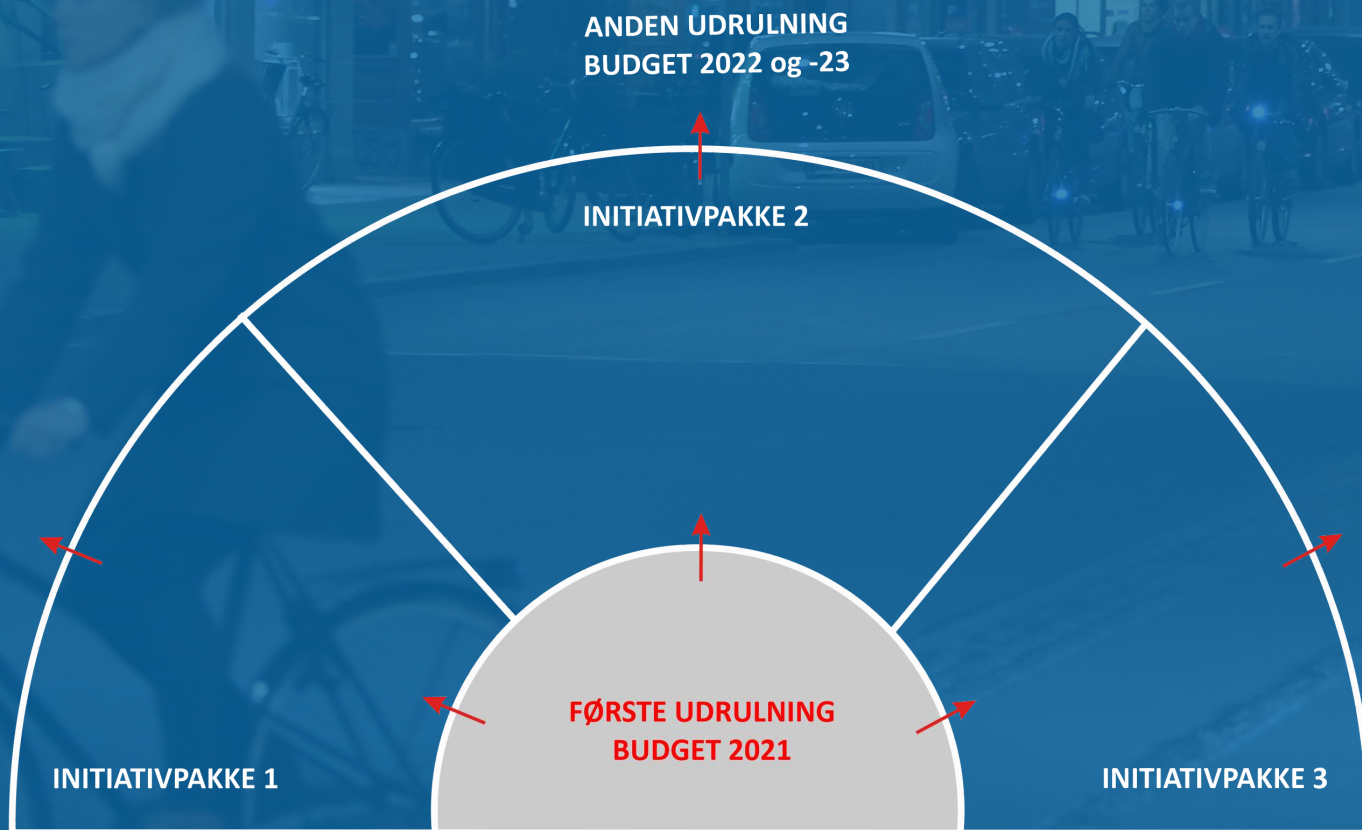 ANDEN UDRULNING
BUDGET 2022 og -23
INITIATIVPAKKE 2
FØRSTE UDRULNING
BUDGET 2021
INITIATIVPAKKE 1
INITIATIVPAKKE 3